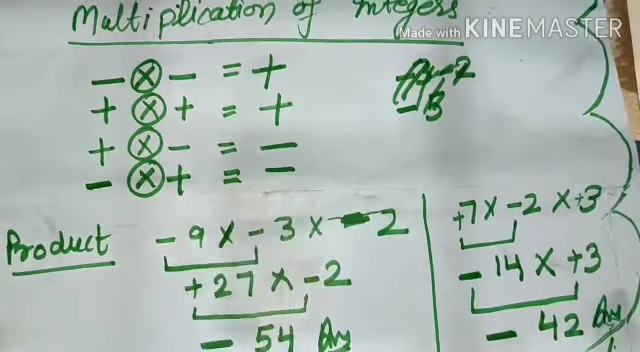 Multiplication of Integers
Made with KINEMASTER
- × - = +
+ × + = +
+ × - = -
- × + = -
Product
- 9 × - 3 × - 2
+ 27 × - 2
- 54 Ans
+7 × -2 × +3
- 14 × +3
- 42 Ans